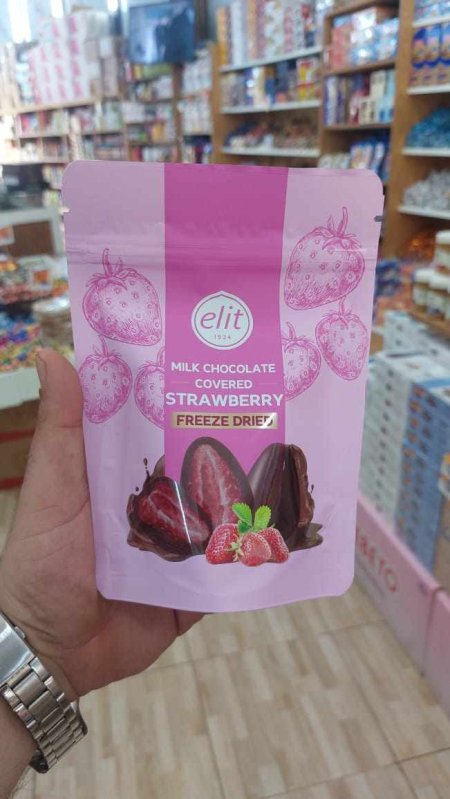 elit
1924
MILK CHOCOLATE
COVERED
STRAWBERRY
FREEZE DRIED